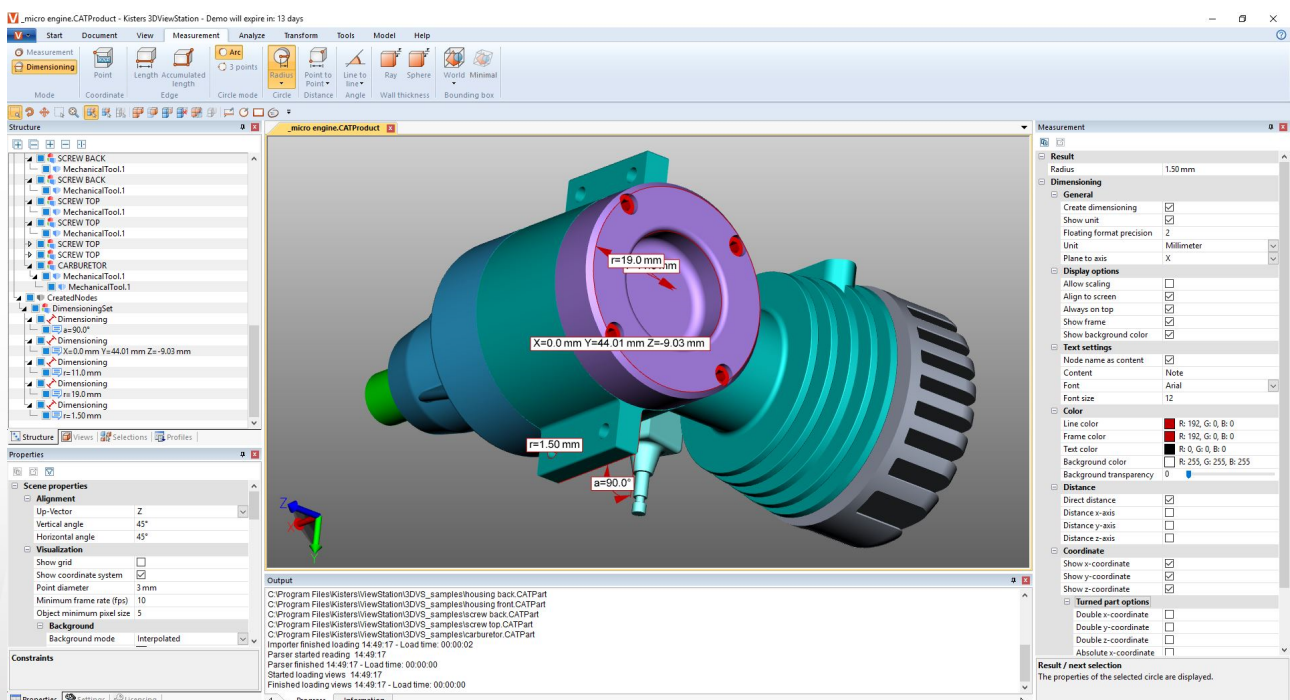 _micro engine.CATProduct - Kisters 3DViewStation - Demo will expire in: 13 days
Start Document View Measurement Analyze Transform Tools Model Help
Measurement
Dimensioning
Mode
Point
Coordinate
Length Accumulated length
Edge
Arc
3 points
Circle mode
Radius
Circle
Point to Point
Distance
Line to line
Angle
Ray Sphere
Wall thickness
World Minimal
Bounding box
Structure
SCREW BACK
MechanicalTool.1
SCREW BACK
MechanicalTool.1
SCREW TOP
MechanicalTool.1
SCREW TOP
MechanicalTool.1
SCREW TOP
SCREW TOP
CARBURETOR
MechanicalTool.1
MechanicalTool.1
CreatedNodes
DimensioningSet
Dimensioning
a=90.0°
Dimensioning
X=0.0 mm Y=44.01 mm Z=-9.03 mm
Dimensioning
r=11.0 mm
Dimensioning
r=19.0 mm
Dimensioning
r=1.50 mm
Structure Views Selections Profiles
Properties
Scene properties
Alignment
Up-Vector Z
Vertical angle 45°
Horizontal angle 45°
Visualization
Show grid
Show coordinate system
Point diameter 3 mm
Minimum frame rate (fps) 10
Object minimum pixel size 5
Background
Background mode Interpolated
Constraints
Properties Settings Licensing
_micro engine.CATProduct
r=19.0 mm
X=0.0 mm Y=44.01 mm Z=-9.03 mm
r=1.50 mm
a=90.0°
Z
X
Y
Output
C:\Program Files\Kisters\ViewStation\3DVS_samples\housing back.CATPart
C:\Program Files\Kisters\ViewStation\3DVS_samples\housing front.CATPart
C:\Program Files\Kisters\ViewStation\3DVS_samples\screw back.CATPart
C:\Program Files\Kisters\ViewStation\3DVS_samples\screw top.CATPart
C:\Program Files\Kisters\ViewStation\3DVS_samples\carburetor.CATPart
Importer finished loading 14:49:17 - Load time: 00:00:02
Parser started reading 14:49:17
Parser finished 14:49:17 - Load time: 00:00:00
Started loading views 14:49:17
Finished loading views 14:49:17 - Load time: 00:00:00
Progress Information
Measurement
Result
Radius 1.50 mm
Dimensioning
General
Create dimensioning
Show unit
Floating format precision 2
Unit Millimeter
Plane to axis X
Display options
Allow scaling
Align to screen
Always on top
Show frame
Show background color
Text settings
Node name as content
Content Note
Font Arial
Font size 12
Color
Line color R: 192, G: 0, B: 0
Frame color R: 192, G: 0, B: 0
Text color R: 0, G: 0, B: 0
Background color R: 255, G: 255, B: 255
Background transparency 0
Distance
Direct distance
Distance x-axis
Distance y-axis
Distance z-axis
Coordinate
Show x-coordinate
Show y-coordinate
Show z-coordinate
Turned part options
Double x-coordinate
Double y-coordinate
Double z-coordinate
Absolute x-coordinate
Result / next selection
The properties of the selected circle are displayed.